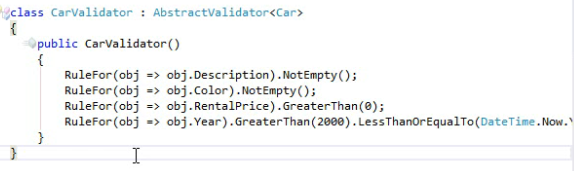 class CarValidator : AbstractValidator<Car>
{
public CarValidator()
{
RuleFor(obj => obj.Description).NotEmpty();
RuleFor(obj => obj.Color).NotEmpty();
RuleFor(obj => obj.RentalPrice).GreaterThan(0);
RuleFor(obj => obj.Year).GreaterThan(2000).LessThanOrEqualTo(DateTime.Now.
}
}